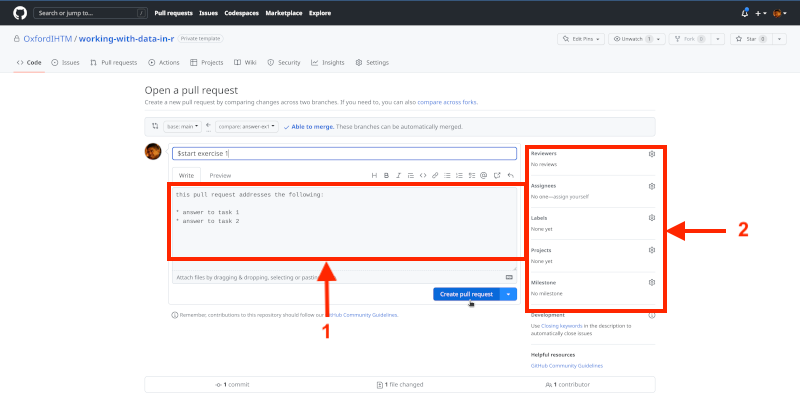 Search or jump to... /
Pull requests Issues Codespaces Marketplace Explore
OxfordIHTM / working-with-data-in-r Private template
Edit Pins Unwatch 1 Fork 0 Star 0
Code Issues Pull requests Actions Projects Wiki Security Insights Settings
Open a pull request
Create a new pull request by comparing changes across two branches. If you need to, you can also compare across forks.
base: main compare: answer-ex1 Able to merge. These branches can be automatically merged.
$start exercise 1
Write Preview
this pull request addresses the following:
* answer to task 1
* answer to task 2
Attach files by dragging & dropping, selecting or pasting
Create pull request
Remember, contributions to this repository should follow our GitHub Community Guidelines.
1
Reviewers
No reviews
Assignees
No one—assign yourself
Labels
None yet
Projects
None yet
Milestone
No milestone
2
Development
Use Closing keywords in the description to
automatically close issues
Helpful resources
GitHub Community Guidelines
1 commit 1 file changed 1 contributor